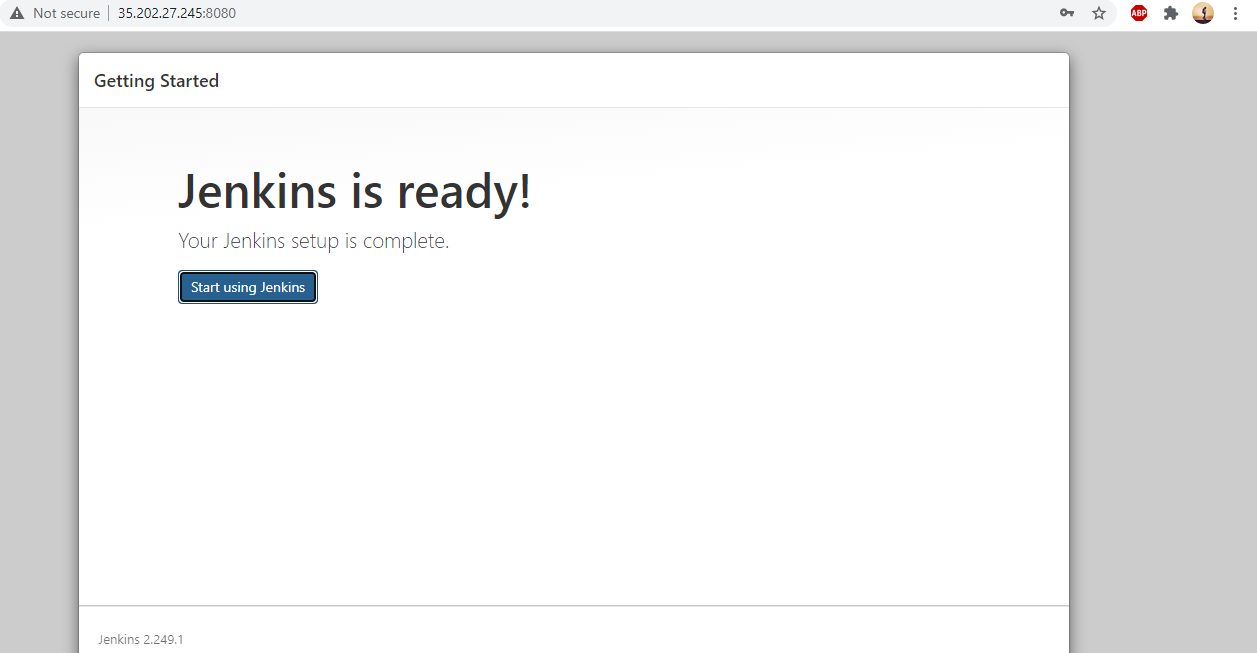 Not secure | 35.202.27.245:8080
ABP
Getting Started
Jenkins is ready!
Your Jenkins setup is complete.
Start using Jenkins
Jenkins 2.249.1